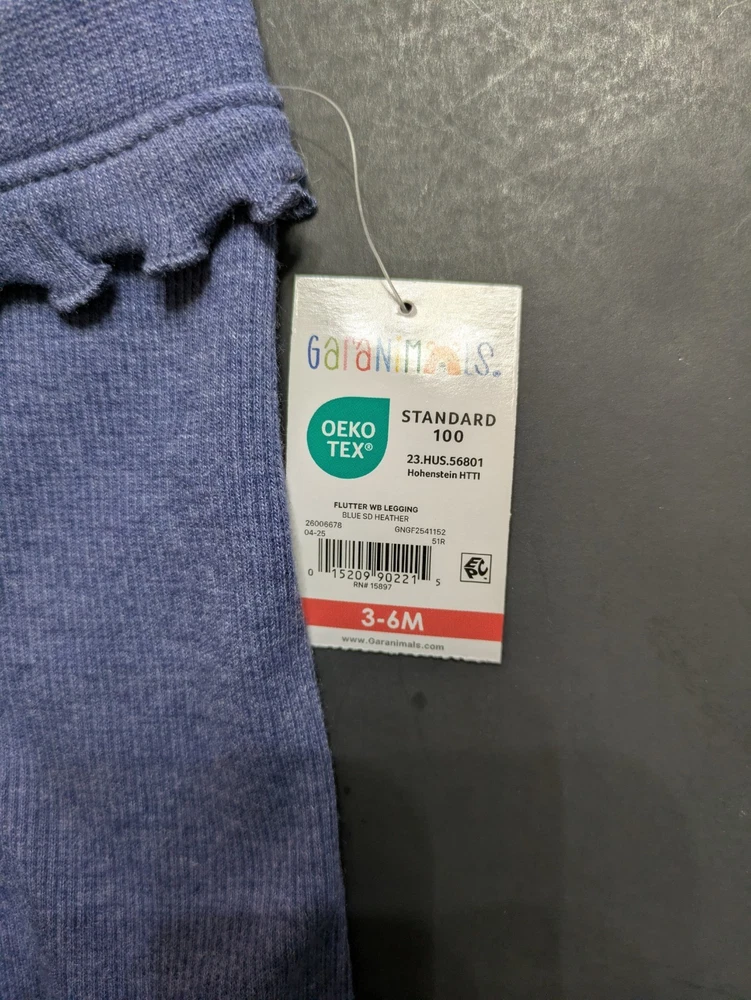 GaraNiMALS®
OEKO
TEX®
STANDARD
100
23.HUS.56801
Hohenstein HTTI
FLUTTER WB LEGGING
BLUE SD HEATHER
26006678 GNGF2541152
04-25 51R
0 15209 90221 5
RN# 15897
EPC
3-6M
www.Garanimals.com